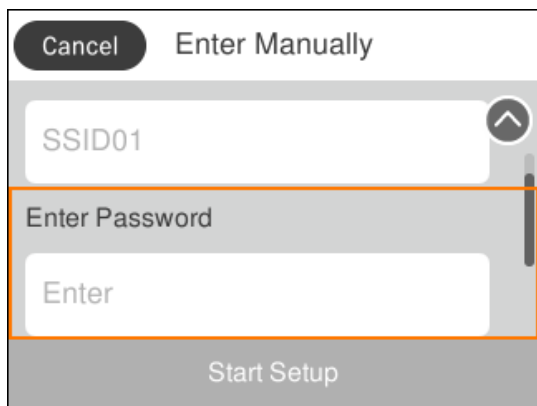 Cancel Enter Manually
SSID01
Enter Password
Enter
Start Setup